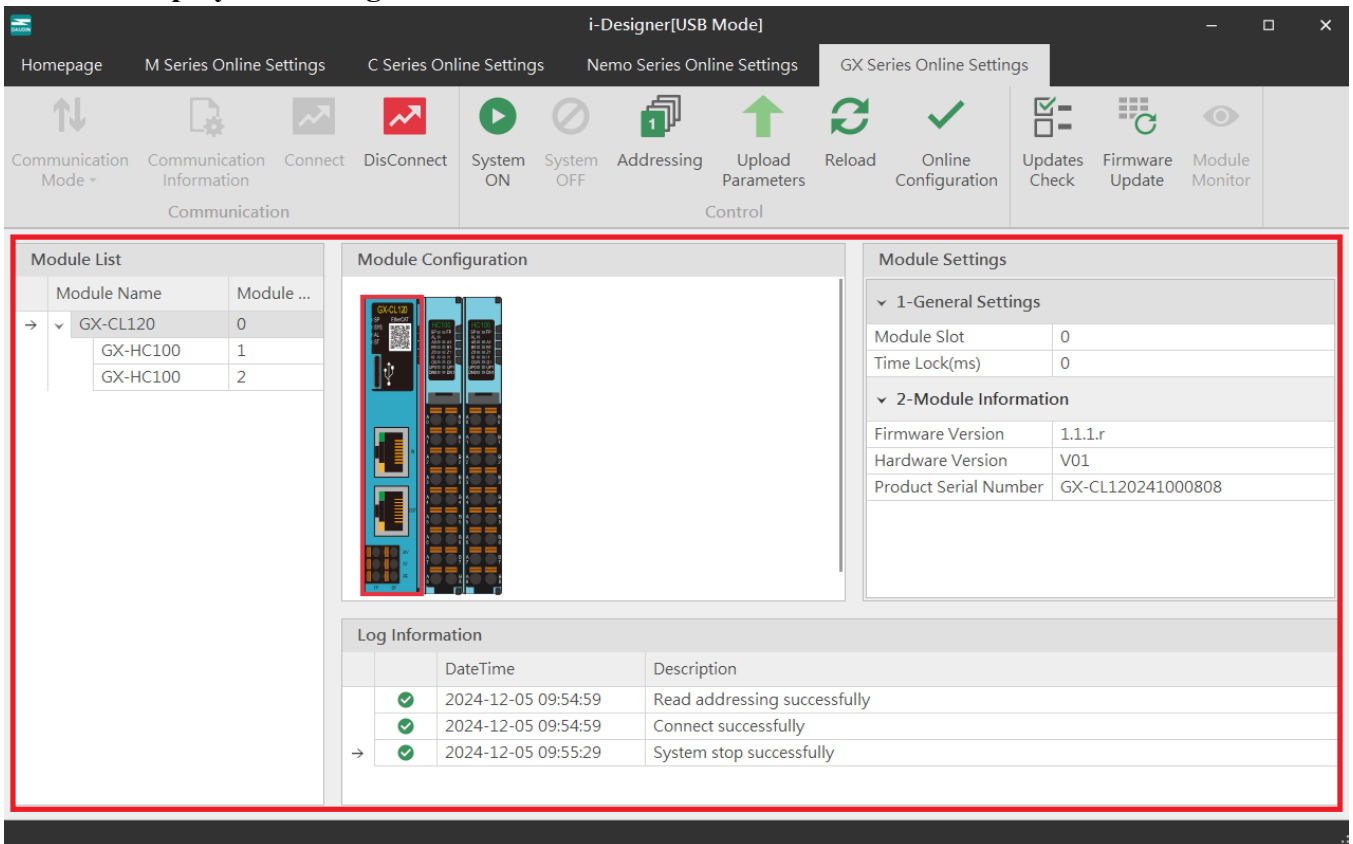 i-Designer[USB Mode]
Homepage M Series Online Settings C Series Online Settings Nemo Series Online Settings GX Series Online Settings
Communication Mode Communication Information Connect DisConnect System ON System OFF Addressing Upload Parameters Reload Online Configuration Updates Check Firmware Update Module Monitor
Communication Control
Module List
Module Name Module ...
GX-CL120 0
GX-HC100 1
GX-HC100 2
Module Configuration
GX-CL120
EtherCAT
HC100 HC100
Module Settings
1-General Settings
Module Slot 0
Time Lock(ms) 0
2-Module Information
Firmware Version 1.1.1.r
Hardware Version V01
Product Serial Number GX-CL120241000808
Log Information
DateTime Description
2024-12-05 09:54:59 Read addressing successfully
2024-12-05 09:54:59 Connect successfully
2024-12-05 09:55:29 System stop successfully